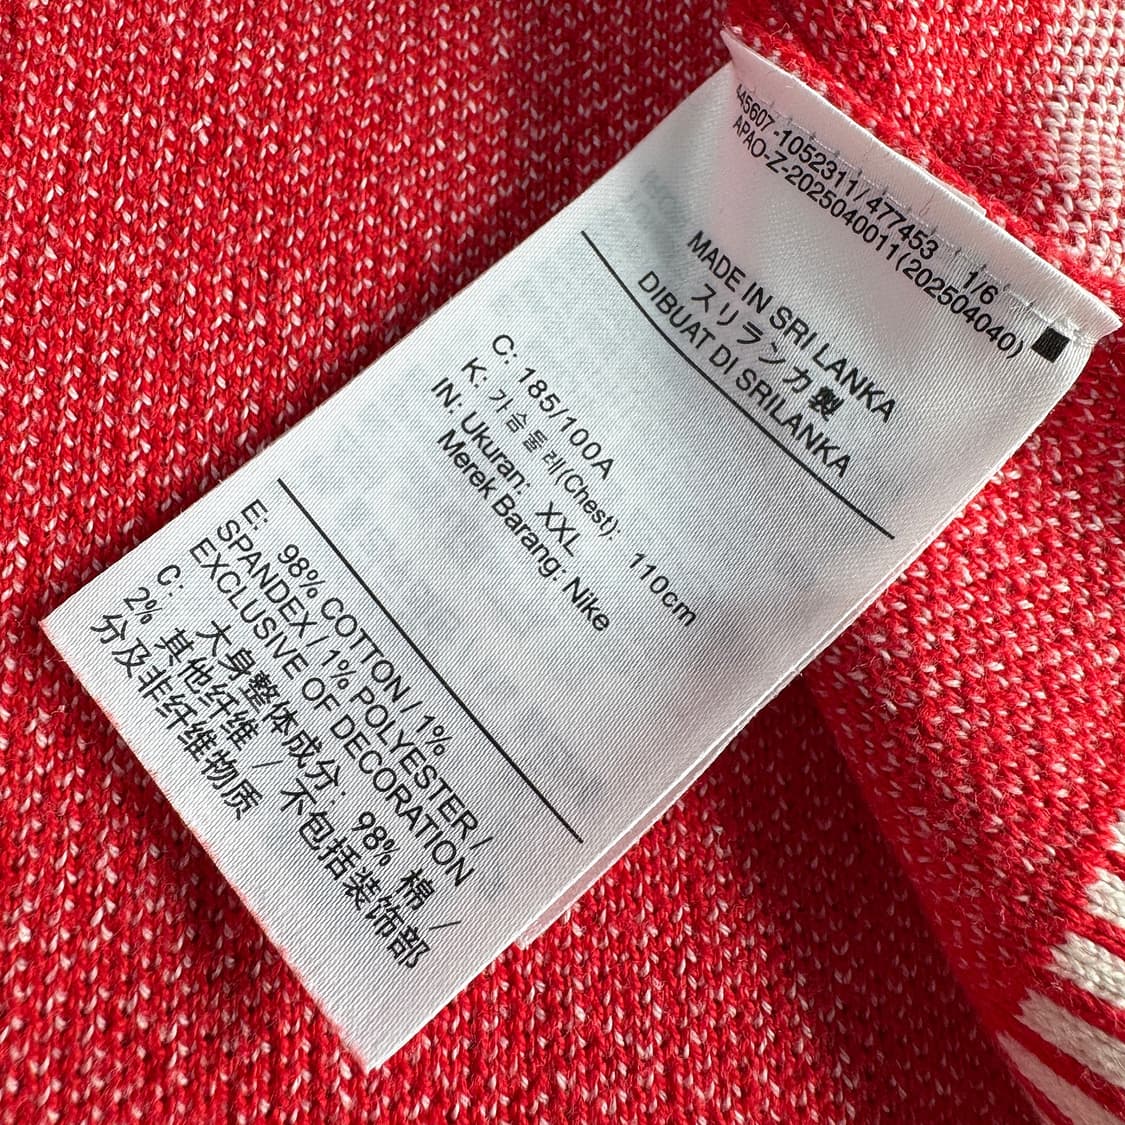 45607-1052311/477453 1/6
APAO-Z-2025040011(202504040)
MADE IN SRI LANKA
スリランカ製
DIBUAT DI SRILANKA
C: 185/100A
K: 가슴둘레(Chest): 110cm
IN: Ukuran: XXL
Merek Barang: Nike
E: 98% COTTON / 1%
SPANDEX / 1% POLYESTER /
EXCLUSIVE OF DECORATION
C: 大身整体成分: 98% 棉 /
2% 其他纤维 / 不包括装饰部
分及非纤维物质